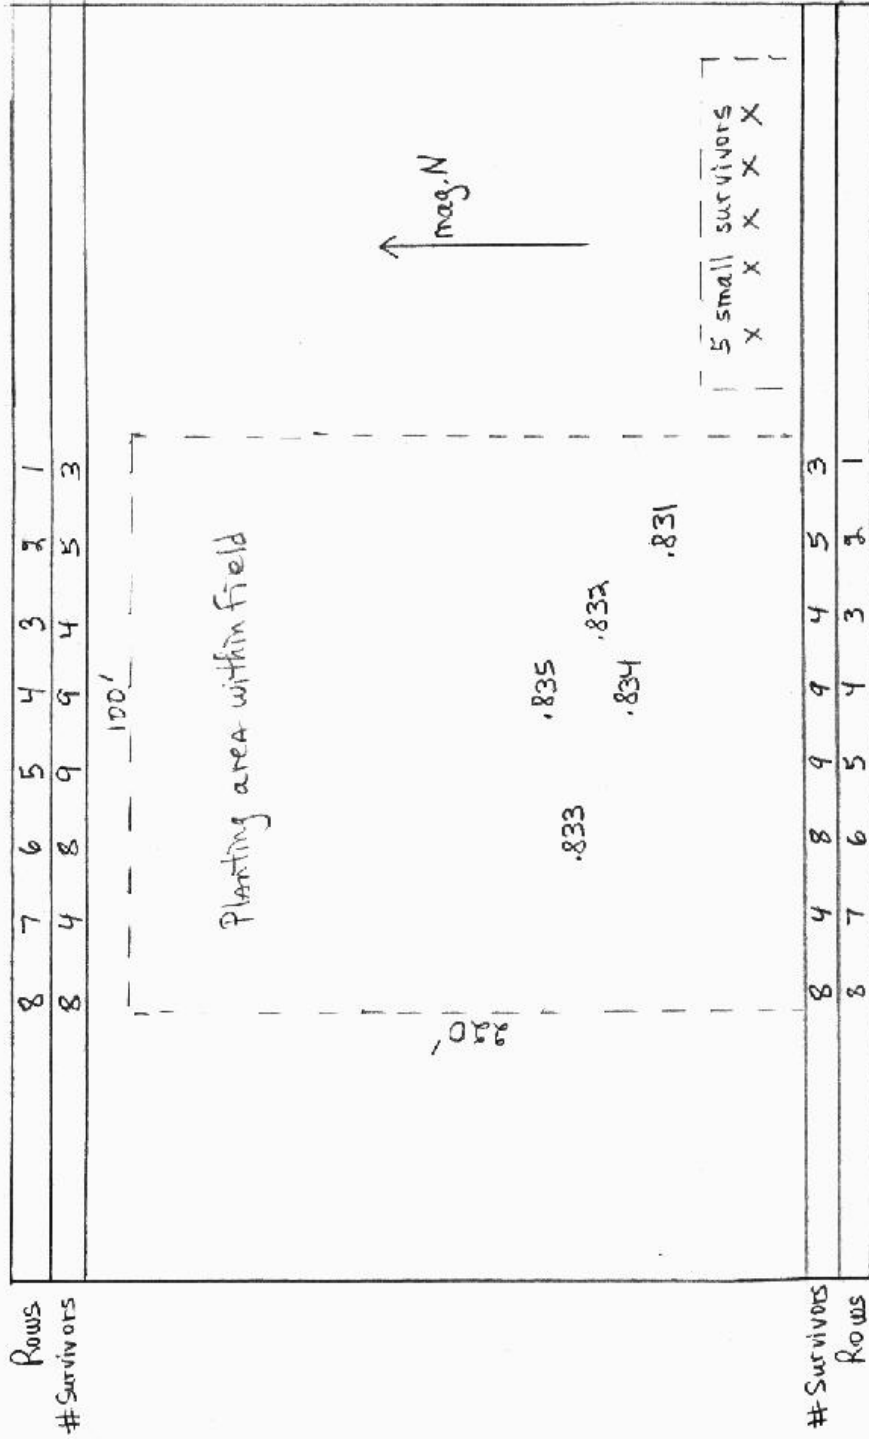 Rows 8 7 6 5 4 3 2 1
# Survivors 8 4 8 9 9 4 5 3
100'
Planting area within field
220'
mag. N
.835
.833
.832
.834
.831
5 small survivors
X X X X X
# Survivors 8 4 8 9 9 4 5 3
Rows 8 7 6 5 4 3 2 1